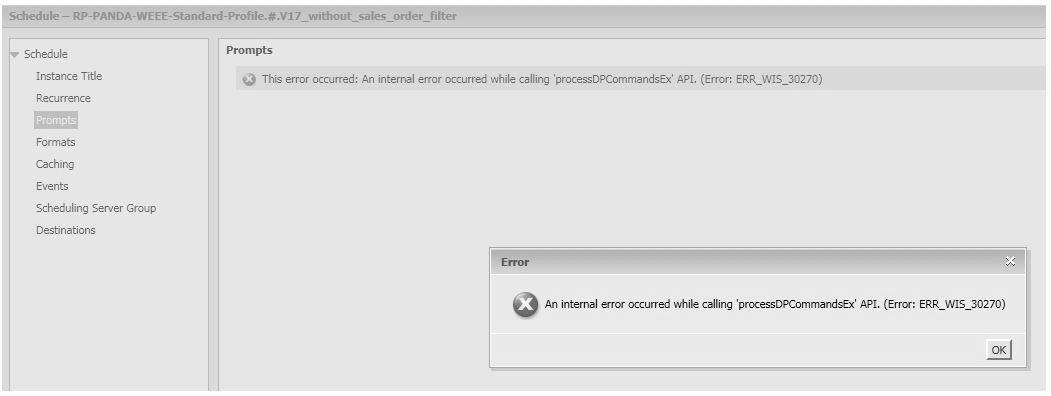 Schedule – RP-PANDA-WEEE-Standard-Profile.#.V17_without_sales_order_filter
Schedule
Instance Title
Recurrence
Prompts
Formats
Caching
Events
Scheduling Server Group
Destinations
Prompts
This error occurred: An internal error occurred while calling 'processDPCommandsEx' API. (Error: ERR_WIS_30270)
Error
An internal error occurred while calling 'processDPCommandsEx' API. (Error: ERR_WIS_30270)
OK